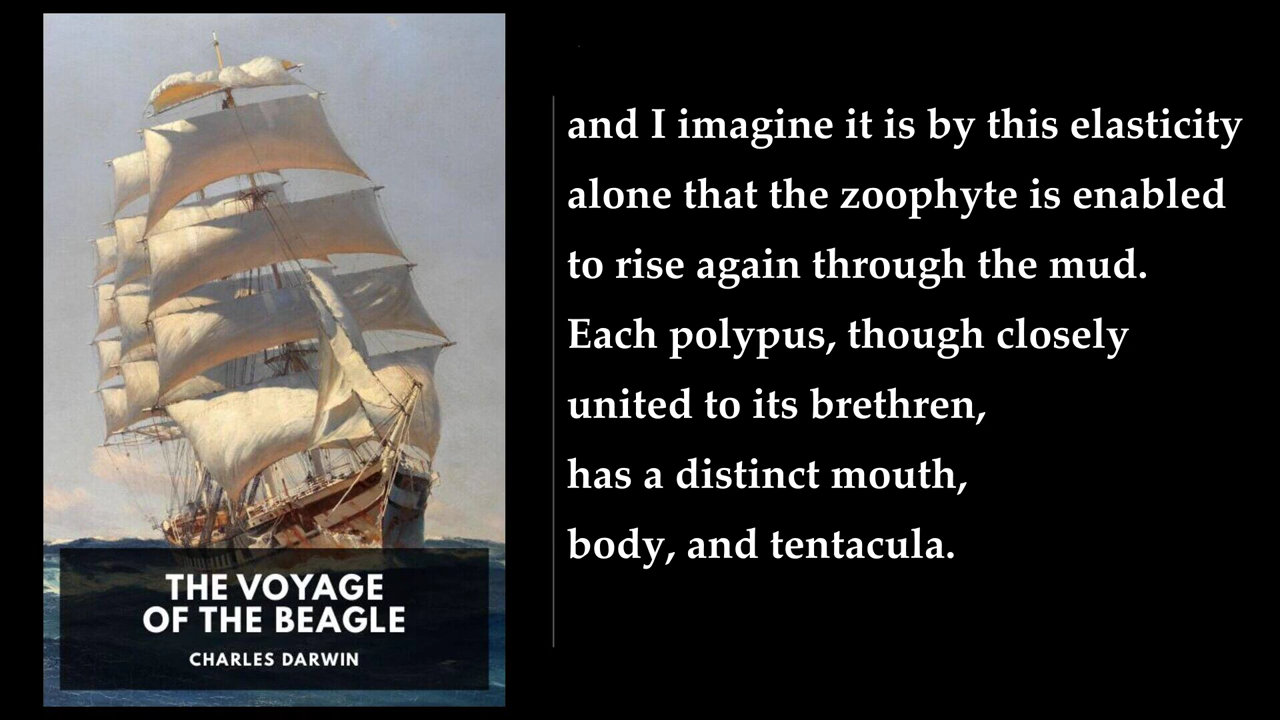 THE VOYAGE
OF THE BEAGLE
CHARLES DARWIN
and I imagine it is by this elasticity
alone that the zoophyte is enabled
to rise again through the mud.
Each polypus, though closely
united to its brethren,
has a distinct mouth,
body, and tentacula.